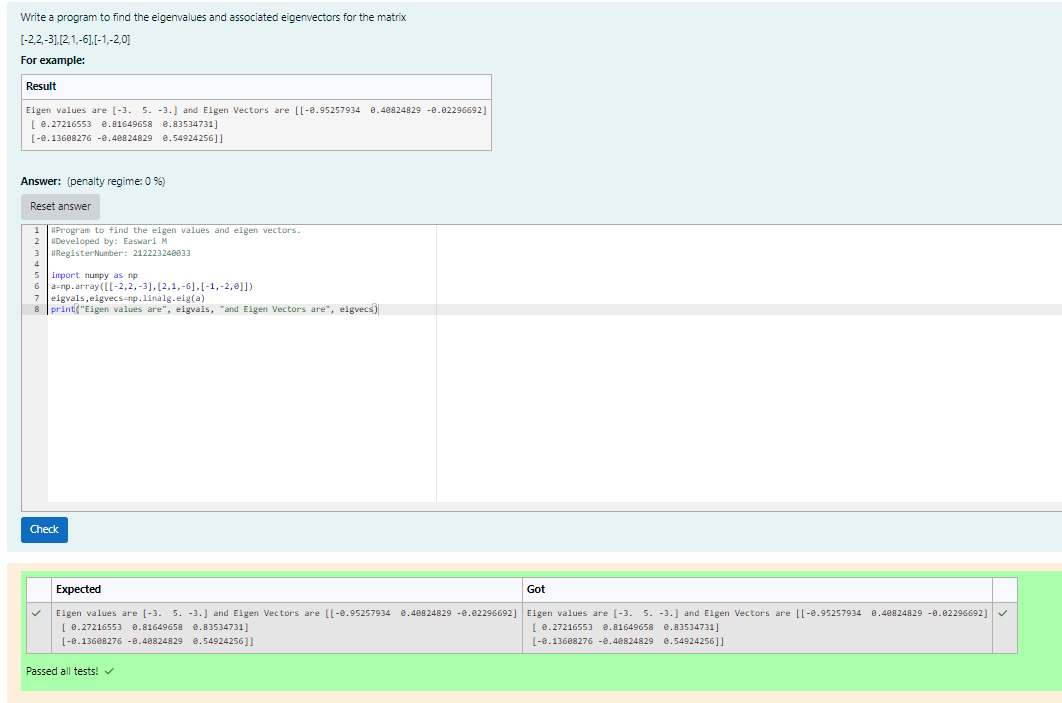 Write a program to find the eigenvalues and associated eigenvectors for the matrix
[-2,2,-3],[2,1,-6],[-1,-2,0]
For example:
Result
Eigen values are [-3.  5. -3.] and Eigen Vectors are [[-0.95257934  0.40824829 -0.02296692]
 [ 0.27216553  0.81649658  0.83534731]
 [-0.13608276 -0.40824829  0.54924256]]
Answer: (penalty regime: 0 %)
Reset answer
1 #Program to find the eigen values and eigen vectors.
2 #Developed by: Easwari M
3 #RegisterNumber: 212223240033
4
5 import numpy as np
6 a=np.array([[-2,2,-3],[2,1,-6],[-1,-2,0]])
7 eigvals,eigvecs=np.linalg.eig(a)
8 print("Eigen values are", eigvals, "and Eigen Vectors are", eigvecs)
Check
Expected Got
Eigen values are [-3.  5. -3.] and Eigen Vectors are [[-0.95257934  0.40824829 -0.02296692] Eigen values are [-3.  5. -3.] and Eigen Vectors are [[-0.95257934  0.40824829 -0.02296692]
 [ 0.27216553  0.81649658  0.83534731] [ 0.27216553  0.81649658  0.83534731]
 [-0.13608276 -0.40824829  0.54924256]] [-0.13608276 -0.40824829  0.54924256]]
Passed all tests!